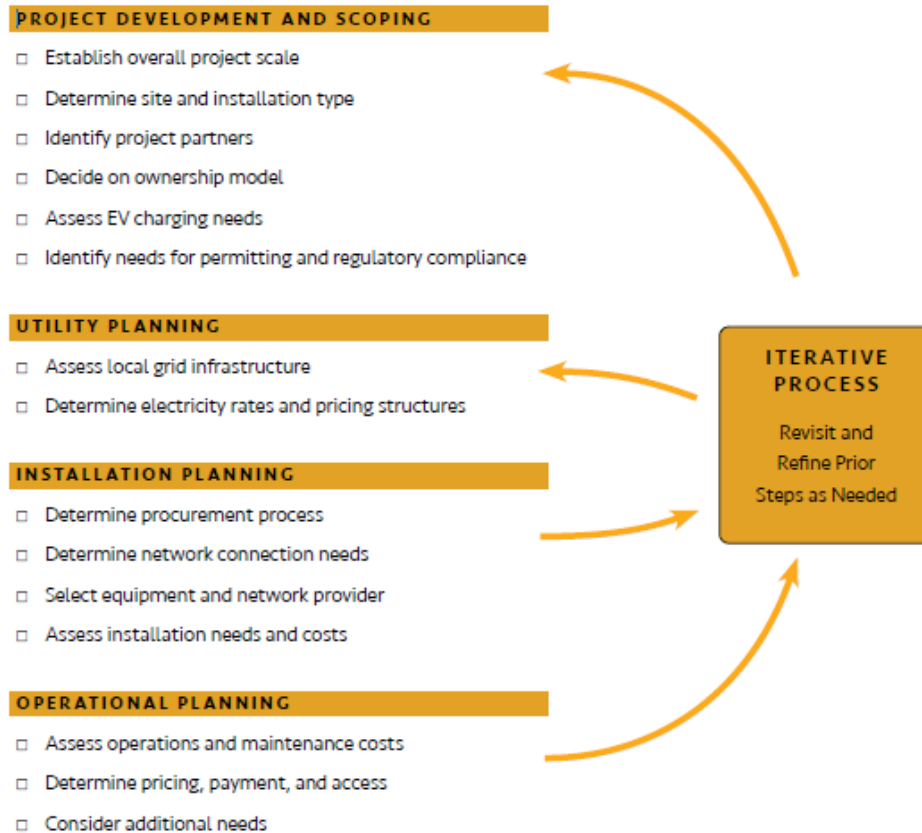 PROJECT DEVELOPMENT AND SCOPING
□ Establish overall project scale
□ Determine site and installation type
□ Identify project partners
□ Decide on ownership model
□ Assess EV charging needs
□ Identify needs for permitting and regulatory compliance
UTILITY PLANNING
□ Assess local grid infrastructure
□ Determine electricity rates and pricing structures
INSTALLATION PLANNING
□ Determine procurement process
□ Determine network connection needs
□ Select equipment and network provider
□ Assess installation needs and costs
OPERATIONAL PLANNING
□ Assess operations and maintenance costs
□ Determine pricing, payment, and access
□ Consider additional needs
ITERATIVE
PROCESS
Revisit and
Refine Prior
Steps as Needed